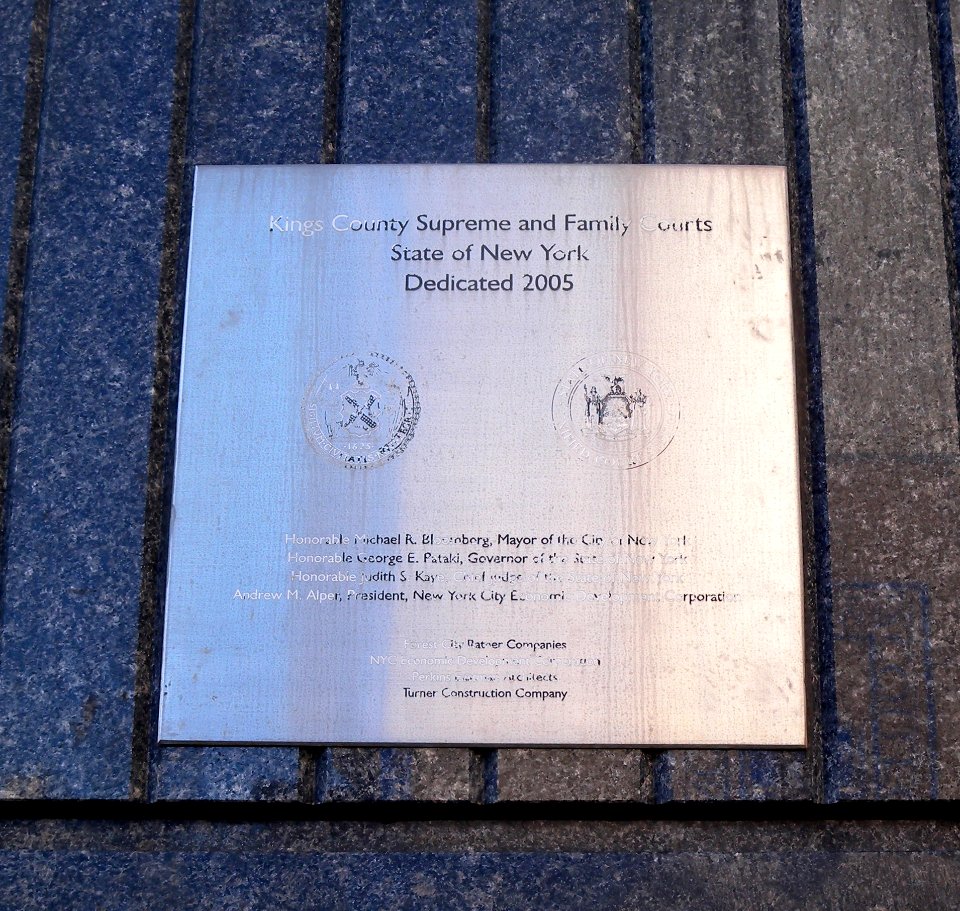 Kings County Supreme and Family Courts
State of New York
Dedicated 2005
1625
Honorable Michael R. Bloomberg, Mayor of the City of New York
Honorable George E. Pataki, Governor of the State of New York
Honorable Judith S. Kaye, Chief Judge of the State of New York
Andrew M. Alper, President, New York City Economic Development Corporation
Forest City Ratner Companies
NYC Economic Development Corporation
Perkins Eastman Architects
Turner Construction Company